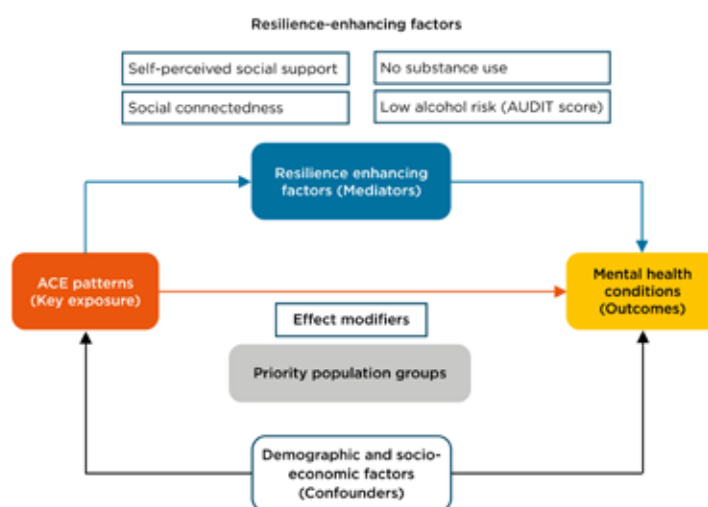 Resilience-enhancing factors
Self-perceived social support
No substance use
Social connectedness
Low alcohol risk (AUDIT score)
Resilience enhancing
factors (Mediators)
ACE patterns
(Key exposure)
Mental health
conditions
(Outcomes)
Effect modifiers
Priority population groups
Demographic and socio-
economic factors
(Confounders)